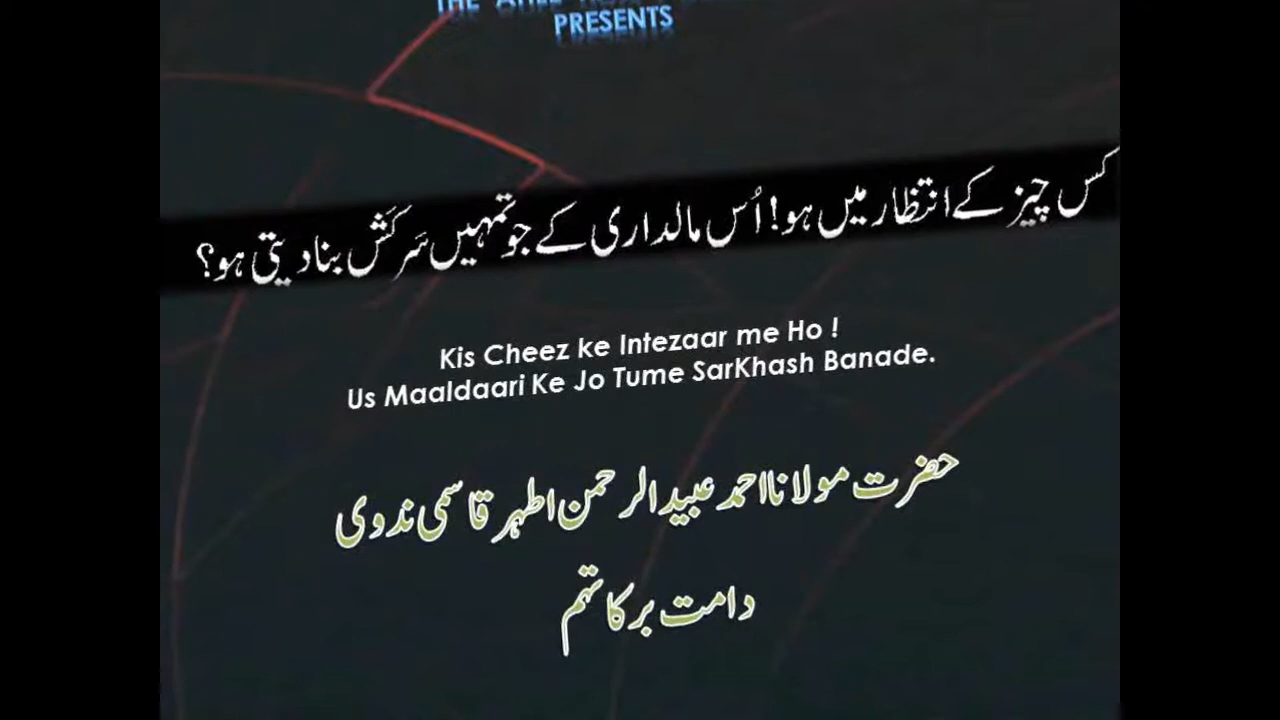 PRESENTS
کس چیز کے انتظار میں ہو! اُس مالداری کے جو تمہیں سَرکَش بنا دیتی ہو؟
Kis Cheez ke Intezaar me Ho !
Us Maaldaari Ke Jo Tume SarKhash Banade.
حضرت مولانا احمد عبید الرحمن اطہر قاسمی ندوی
دامت برکاتہم